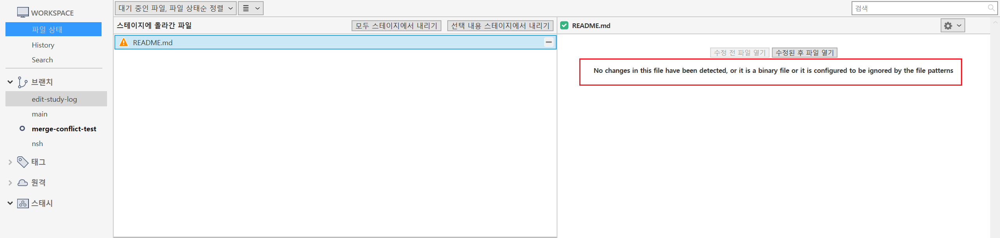 WORKSPACE
파일 상태
History
Search
브랜치
edit-study-log
main
merge-conflict-test
nsh
태그
원격
스태시
대기 중인 파일, 파일 상태순 정렬
검색
스테이지에 올라간 파일
모두 스테이지에서 내리기
선택 내용 스테이지에서 내리기
README.md
README.md
수정 전 파일 열기
수정된 후 파일 열기
No changes in this file have been detected, or it is a binary file or it is configured to be ignored by the file patterns